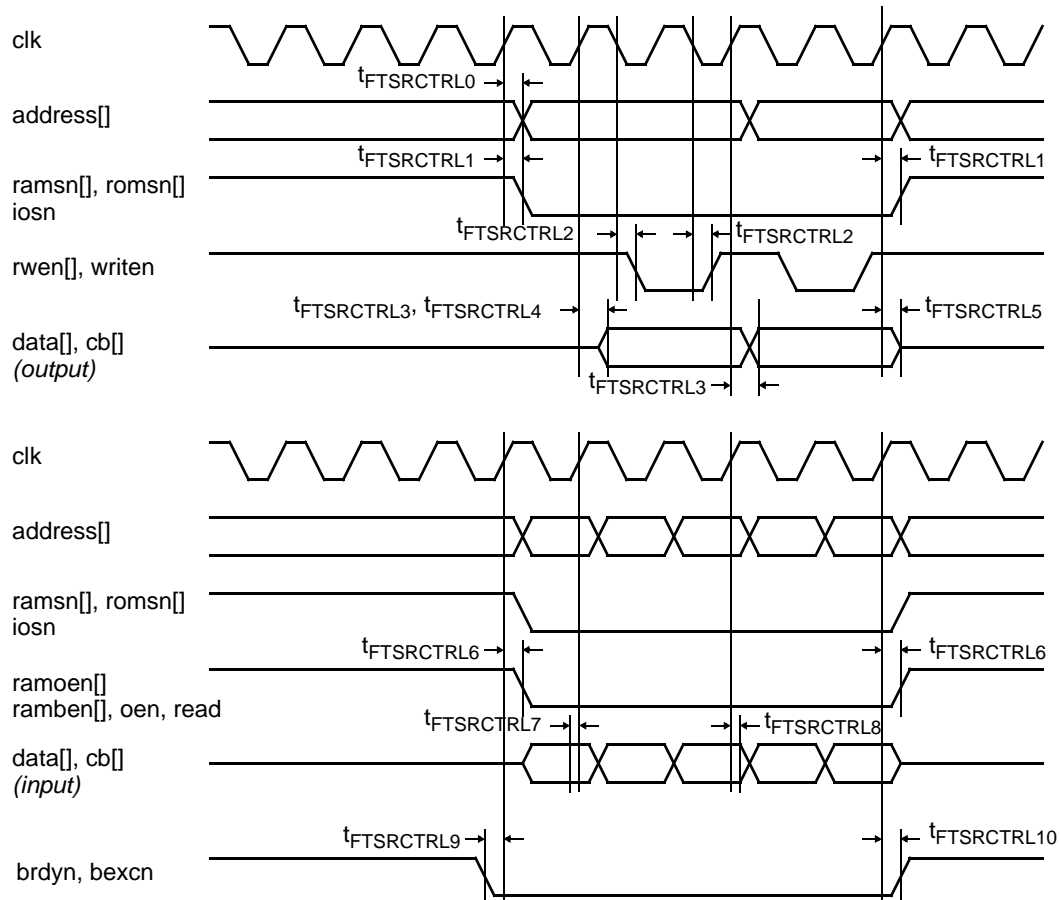 clk
tFTSRCTRL0
address[]
tFTSRCTRL1 tFTSRCTRL1
ramsn[], romsn[]
iosn
tFTSRCTRL2 tFTSRCTRL2
rwen[], writen
tFTSRCTRL3, tFTSRCTRL4 tFTSRCTRL5
data[], cb[]
(output)
tFTSRCTRL3
clk
address[]
ramsn[], romsn[]
iosn
tFTSRCTRL6 tFTSRCTRL6
ramoen[]
ramben[], oen, read
tFTSRCTRL7 tFTSRCTRL8
data[], cb[]
(input)
tFTSRCTRL9 tFTSRCTRL10
brdyn, bexcn